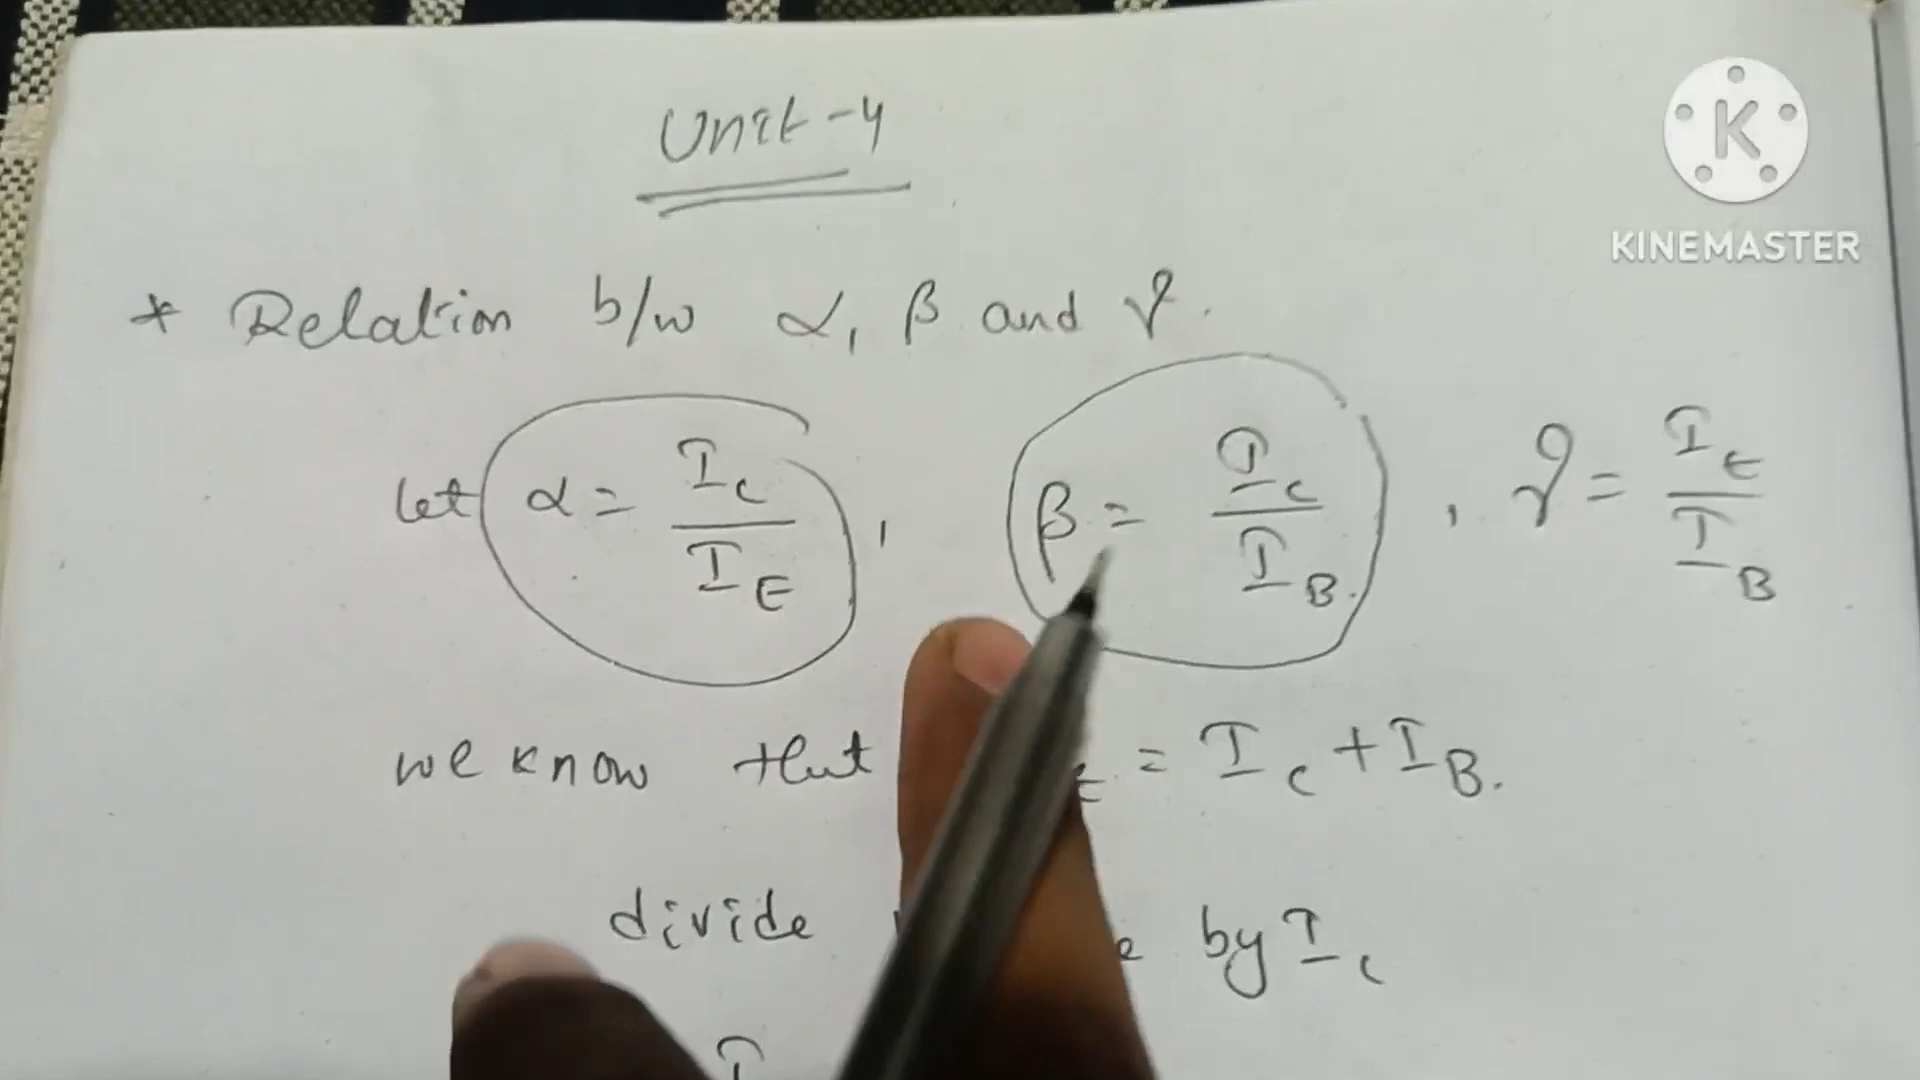 Unit-4
K
KINEMASTER
* Relation b/w α, β and γ.
let α = I_C / I_E , β = I_C / I_B . , γ = I_E / I_B
we know that E = I_C + I_B.
divide by I_C
I